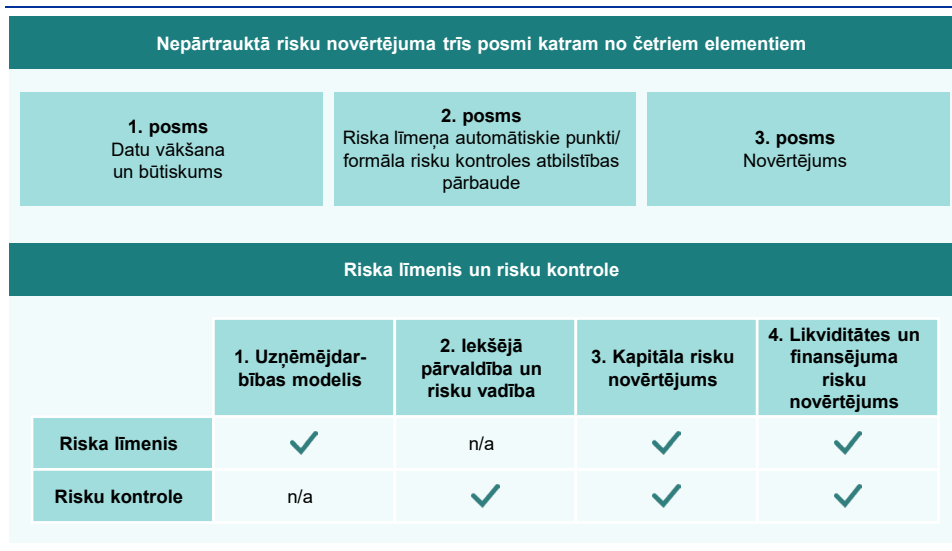 Nepārtrauktā risku novērtējuma trīs posmi katram no četriem elementiem
1. posms
Datu vākšana
un būtiskums
2. posms
Riska līmeņa automātiskie punkti/
formāla risku kontroles atbilstības
pārbaude
3. posms
Novērtējums
Riska līmenis un risku kontrole
1. Uzņēmējdar-
bības modelis
2. Iekšējā
pārvaldība un
risku vadība
3. Kapitāla risku
novērtējums
4. Likviditātes un
finansējuma
risku
novērtējums
Riska līmenis
n/a
Risku kontrole
n/a